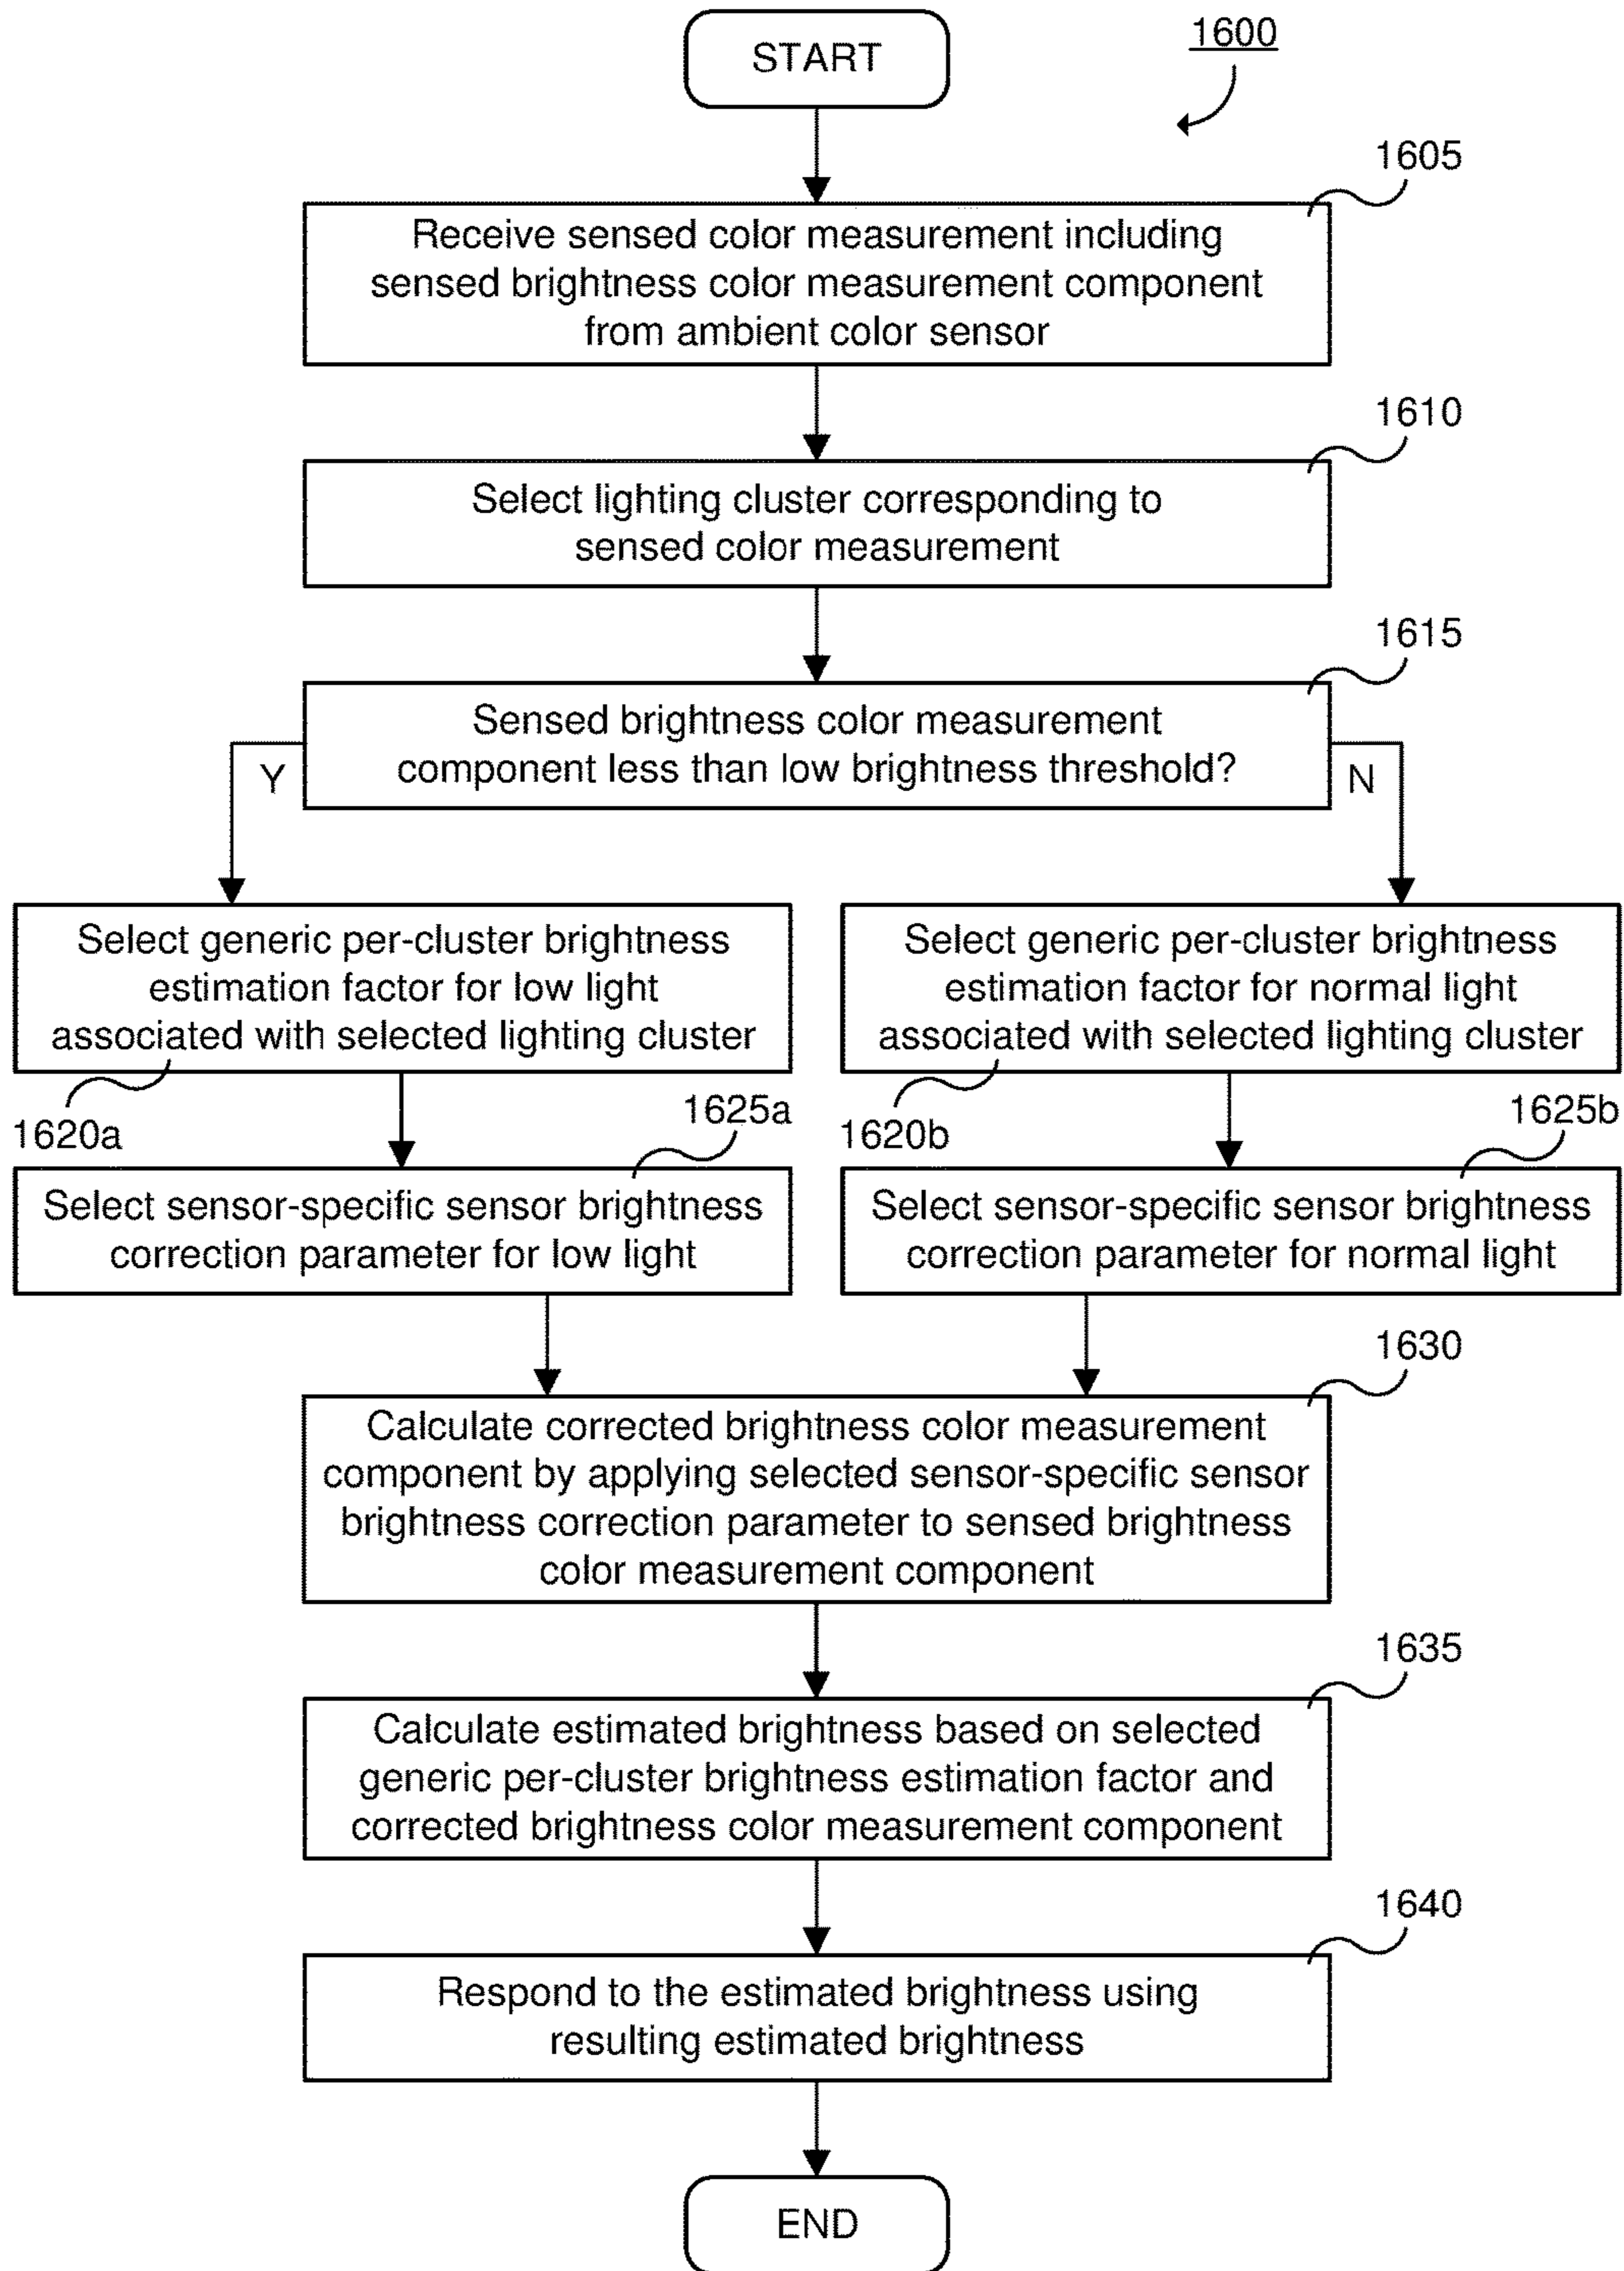 START
1600
1605
Receive sensed color measurement including
sensed brightness color measurement component
from ambient color sensor
1610
Select lighting cluster corresponding to
sensed color measurement
1615
Sensed brightness color measurement
component less than low brightness threshold?
Y
N
Select generic per-cluster brightness
estimation factor for low light
associated with selected lighting cluster
1620a
Select generic per-cluster brightness
estimation factor for normal light
associated with selected lighting cluster
1620b
1625a
Select sensor-specific sensor brightness
correction parameter for low light
1625b
Select sensor-specific sensor brightness
correction parameter for normal light
1630
Calculate corrected brightness color measurement
component by applying selected sensor-specific sensor
brightness correction parameter to sensed brightness
color measurement component
1635
Calculate estimated brightness based on selected
generic per-cluster brightness estimation factor and
corrected brightness color measurement component
1640
Respond to the estimated brightness using
resulting estimated brightness
END